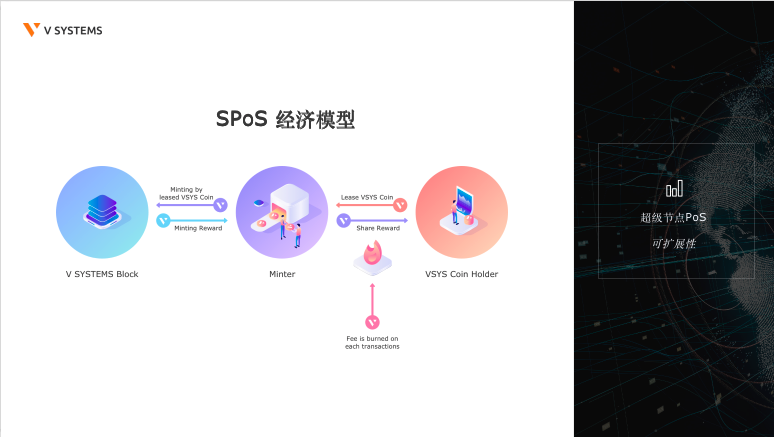 V SYSTEMS
SPoS 经济模型
Minting by
leased VSYS Coin
Minting Reward
Lease VSYS Coin
Share Reward
V SYSTEMS Block
Minter
VSYS Coin Holder
Fee is burned on
each transactions
超级节点PoS
可扩展性